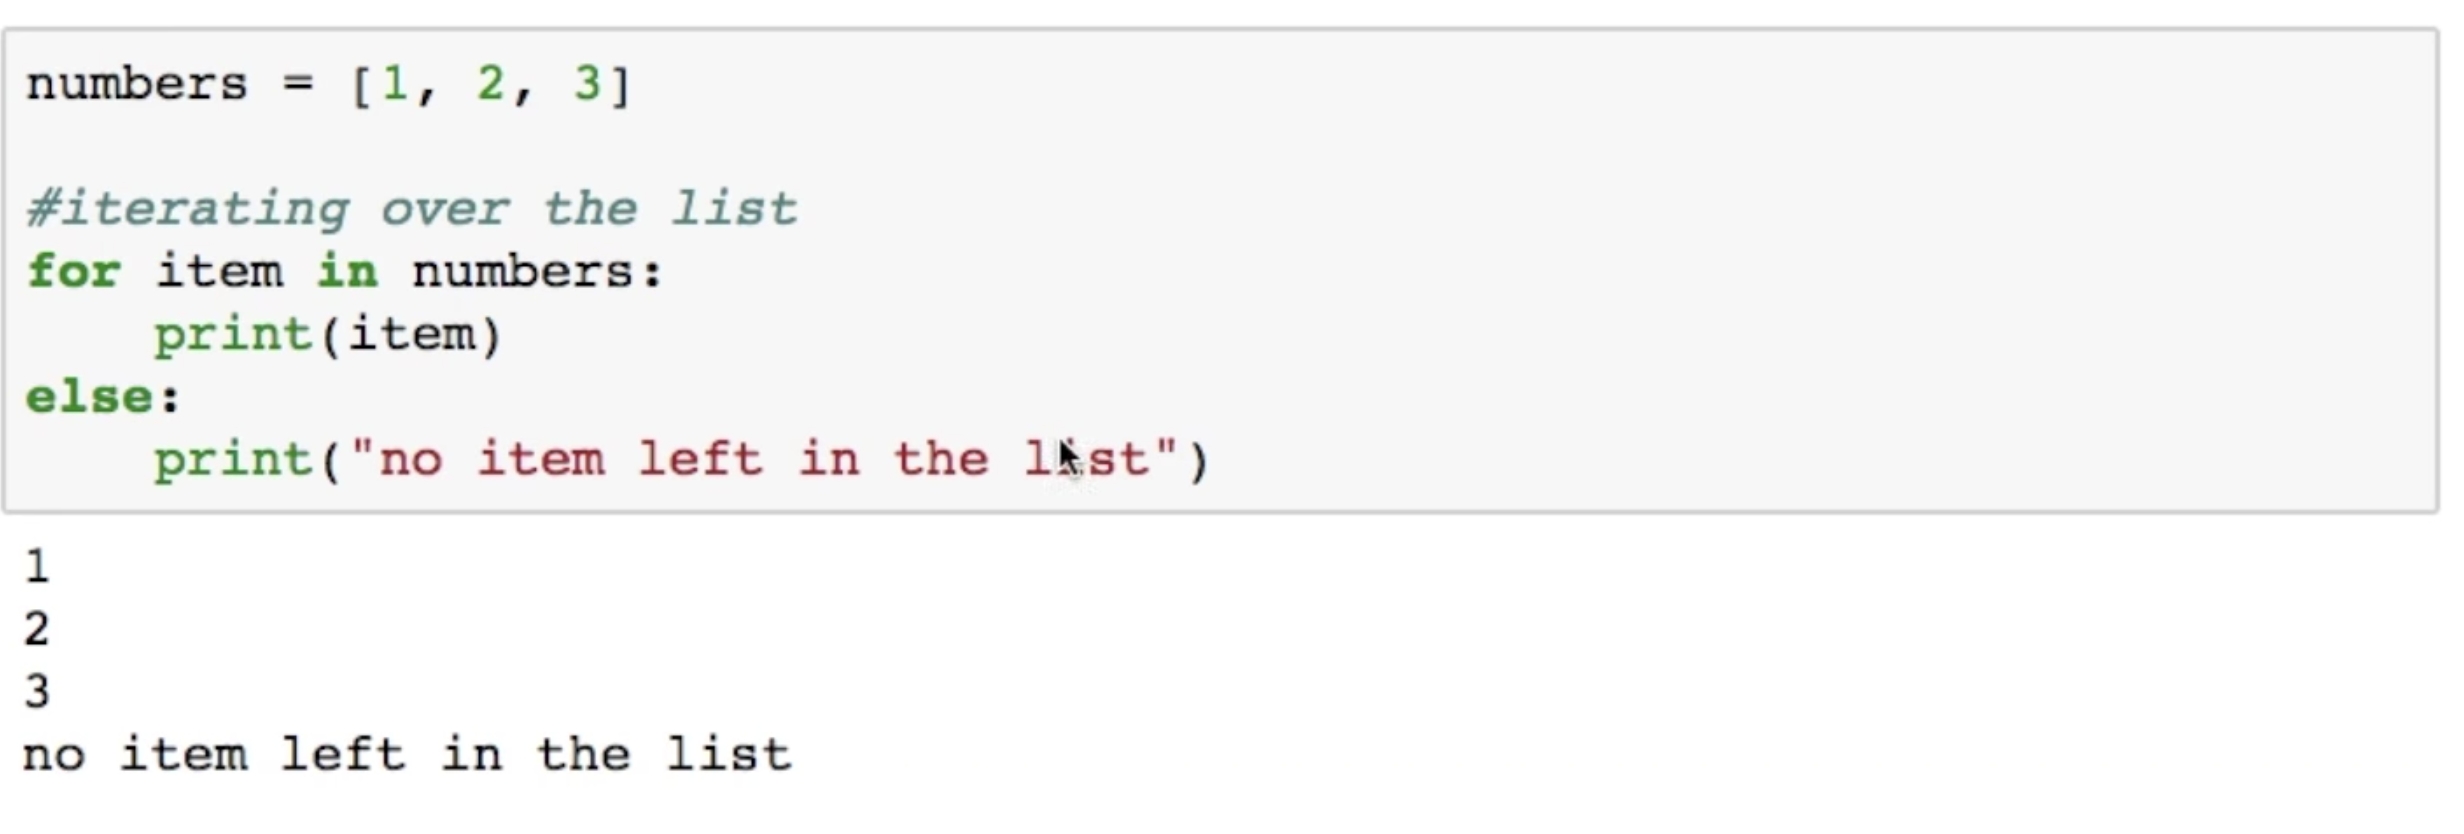 numbers = [1, 2, 3]
#iterating over the list
for item in numbers:
    print(item)
else:
    print("no item left in the list")
1
2
3
no item left in the list